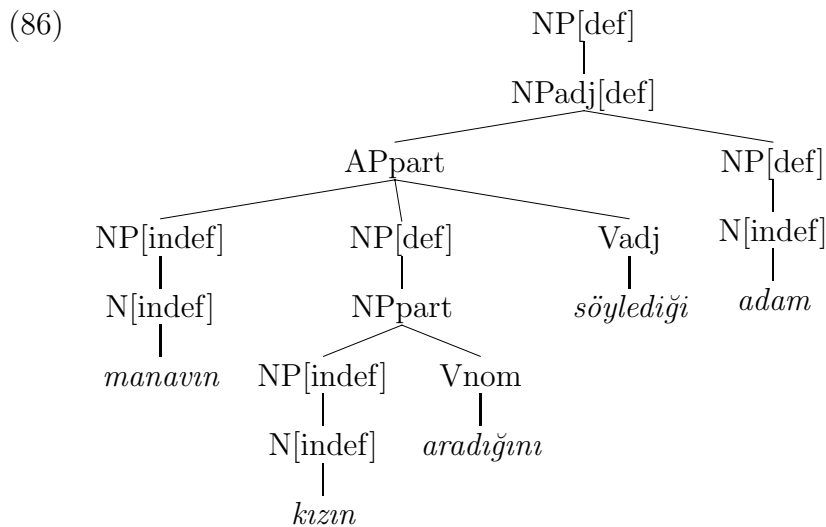 (86) NP[def]
NPadj[def]
APpart NP[def]
NP[indef] NP[def] Vadj N[indef]
N[indef] NPpart söylediği adam
manavın NP[indef] Vnom
N[indef] aradığını
kızın